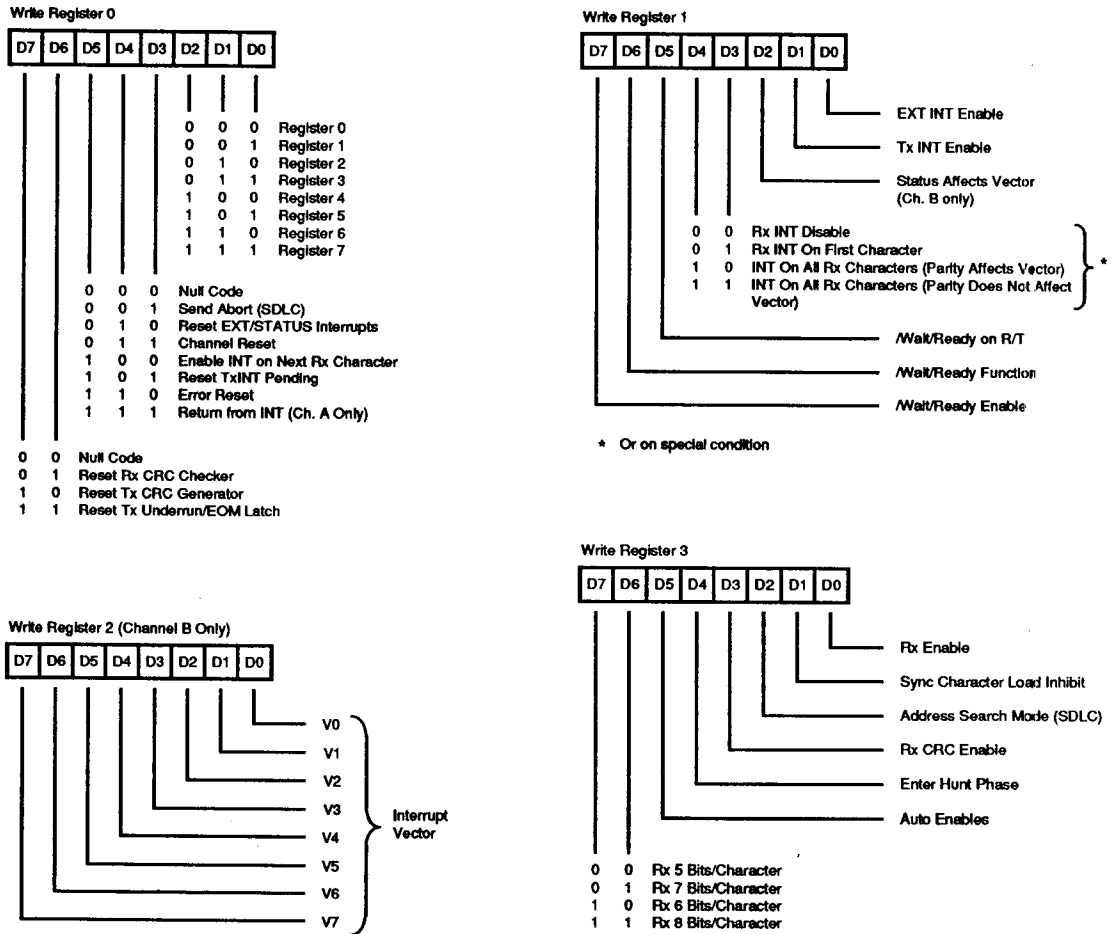 Write Register 0
D7 D6 D5 D4 D3 D2 D1 D0
0 0 0 Register 0
0 0 1 Register 1
0 1 0 Register 2
0 1 1 Register 3
1 0 0 Register 4
1 0 1 Register 5
1 1 0 Register 6
1 1 1 Register 7
0 0 0 Null Code
0 0 1 Send Abort (SDLC)
0 1 0 Reset EXT/STATUS Interrupts
0 1 1 Channel Reset
1 0 0 Enable INT on Next Rx Character
1 0 1 Reset TxINT Pending
1 1 0 Error Reset
1 1 1 Return from INT (Ch. A Only)
0 0 Null Code
0 1 Reset Rx CRC Checker
1 0 Reset Tx CRC Generator
1 1 Reset Tx Underrun/EOM Latch
Write Register 1
D7 D6 D5 D4 D3 D2 D1 D0
EXT INT Enable
Tx INT Enable
Status Affects Vector
(Ch. B only)
0 0 Rx INT Disable
0 1 Rx INT On First Character
1 0 INT On All Rx Characters (Parity Affects Vector)
1 1 INT On All Rx Characters (Parity Does Not Affect
Vector)
*
/Wait/Ready on R/T
/Wait/Ready Function
/Wait/Ready Enable
* Or on special condition
Write Register 2 (Channel B Only)
D7 D6 D5 D4 D3 D2 D1 D0
V0
V1
V2
V3
V4
V5
V6
V7
Interrupt
Vector
Write Register 3
D7 D6 D5 D4 D3 D2 D1 D0
Rx Enable
Sync Character Load Inhibit
Address Search Mode (SDLC)
Rx CRC Enable
Enter Hunt Phase
Auto Enables
0 0 Rx 5 Bits/Character
0 1 Rx 7 Bits/Character
1 0 Rx 6 Bits/Character
1 1 Rx 8 Bits/Character